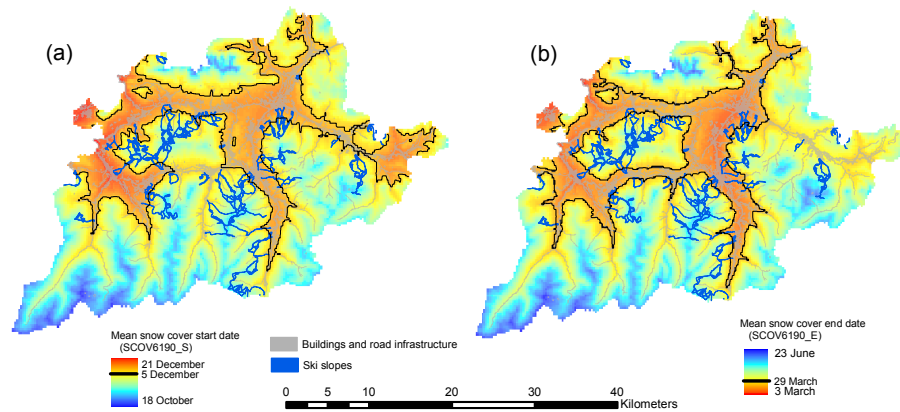 (a)
(b)
Mean snow cover start date
(SCOV6190_S)
21 December
5 December
18 October
Buildings and road infrastructure
Ski slopes
0 5 10 20 30 40
Kilometers
Mean snow cover end date
(SCOV6190_E)
23 June
29 March
3 March